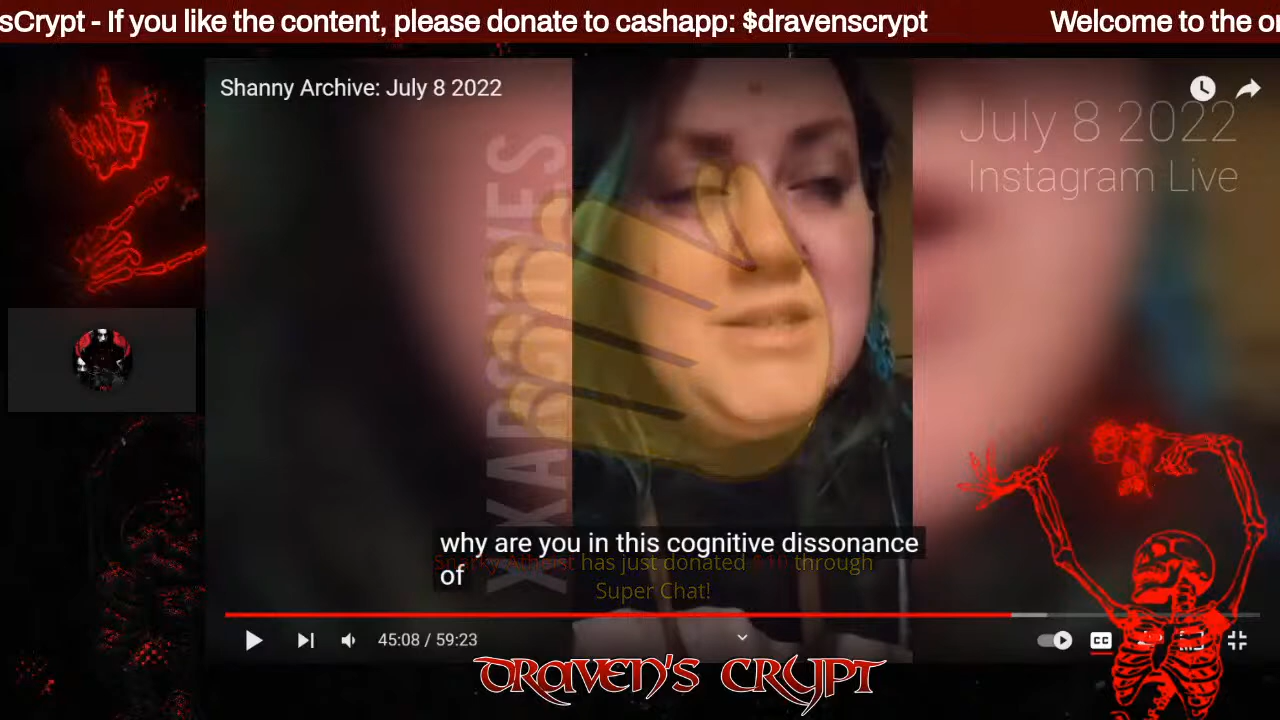 sCrypt - If you like the content, please donate to cashapp: $dravenscrypt
Welcome to the or
Shanny Archive: July 8 2022
July 8 2022
Instagram Live
why are you in this cognitive dissonance
of
has just donated through
Super Chat!
45:08 / 59:23
CC
DRAVEN'S CRYPT